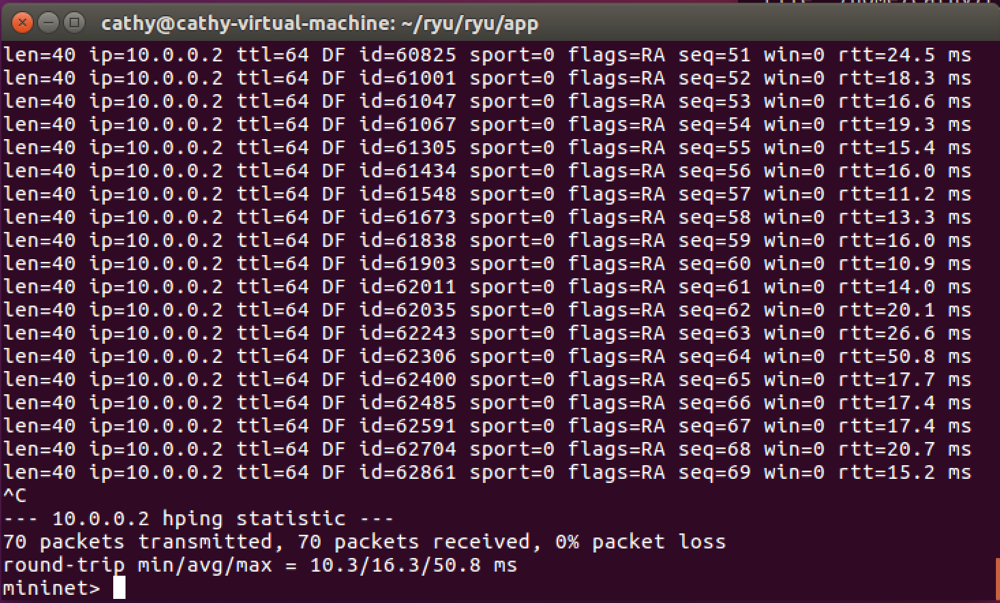 cathy@cathy-virtual-machine: ~/ryu/ryu/app
len=40 ip=10.0.0.2 ttl=64 DF id=60825 sport=0 flags=RA seq=51 win=0 rtt=24.5 ms
len=40 ip=10.0.0.2 ttl=64 DF id=61001 sport=0 flags=RA seq=52 win=0 rtt=18.3 ms
len=40 ip=10.0.0.2 ttl=64 DF id=61047 sport=0 flags=RA seq=53 win=0 rtt=16.6 ms
len=40 ip=10.0.0.2 ttl=64 DF id=61067 sport=0 flags=RA seq=54 win=0 rtt=19.3 ms
len=40 ip=10.0.0.2 ttl=64 DF id=61305 sport=0 flags=RA seq=55 win=0 rtt=15.4 ms
len=40 ip=10.0.0.2 ttl=64 DF id=61434 sport=0 flags=RA seq=56 win=0 rtt=16.0 ms
len=40 ip=10.0.0.2 ttl=64 DF id=61548 sport=0 flags=RA seq=57 win=0 rtt=11.2 ms
len=40 ip=10.0.0.2 ttl=64 DF id=61673 sport=0 flags=RA seq=58 win=0 rtt=13.3 ms
len=40 ip=10.0.0.2 ttl=64 DF id=61838 sport=0 flags=RA seq=59 win=0 rtt=16.0 ms
len=40 ip=10.0.0.2 ttl=64 DF id=61903 sport=0 flags=RA seq=60 win=0 rtt=10.9 ms
len=40 ip=10.0.0.2 ttl=64 DF id=62011 sport=0 flags=RA seq=61 win=0 rtt=14.0 ms
len=40 ip=10.0.0.2 ttl=64 DF id=62035 sport=0 flags=RA seq=62 win=0 rtt=20.1 ms
len=40 ip=10.0.0.2 ttl=64 DF id=62243 sport=0 flags=RA seq=63 win=0 rtt=26.6 ms
len=40 ip=10.0.0.2 ttl=64 DF id=62306 sport=0 flags=RA seq=64 win=0 rtt=50.8 ms
len=40 ip=10.0.0.2 ttl=64 DF id=62400 sport=0 flags=RA seq=65 win=0 rtt=17.7 ms
len=40 ip=10.0.0.2 ttl=64 DF id=62485 sport=0 flags=RA seq=66 win=0 rtt=17.4 ms
len=40 ip=10.0.0.2 ttl=64 DF id=62591 sport=0 flags=RA seq=67 win=0 rtt=17.4 ms
len=40 ip=10.0.0.2 ttl=64 DF id=62704 sport=0 flags=RA seq=68 win=0 rtt=20.7 ms
len=40 ip=10.0.0.2 ttl=64 DF id=62861 sport=0 flags=RA seq=69 win=0 rtt=15.2 ms
^C
--- 10.0.0.2 hping statistic ---
70 packets transmitted, 70 packets received, 0% packet loss
round-trip min/avg/max = 10.3/16.3/50.8 ms
mininet>